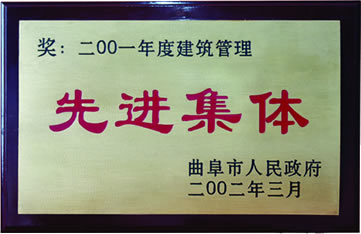 奖：二00一年度建筑管理
先进集体
曲阜市人民政府
二00二年三月